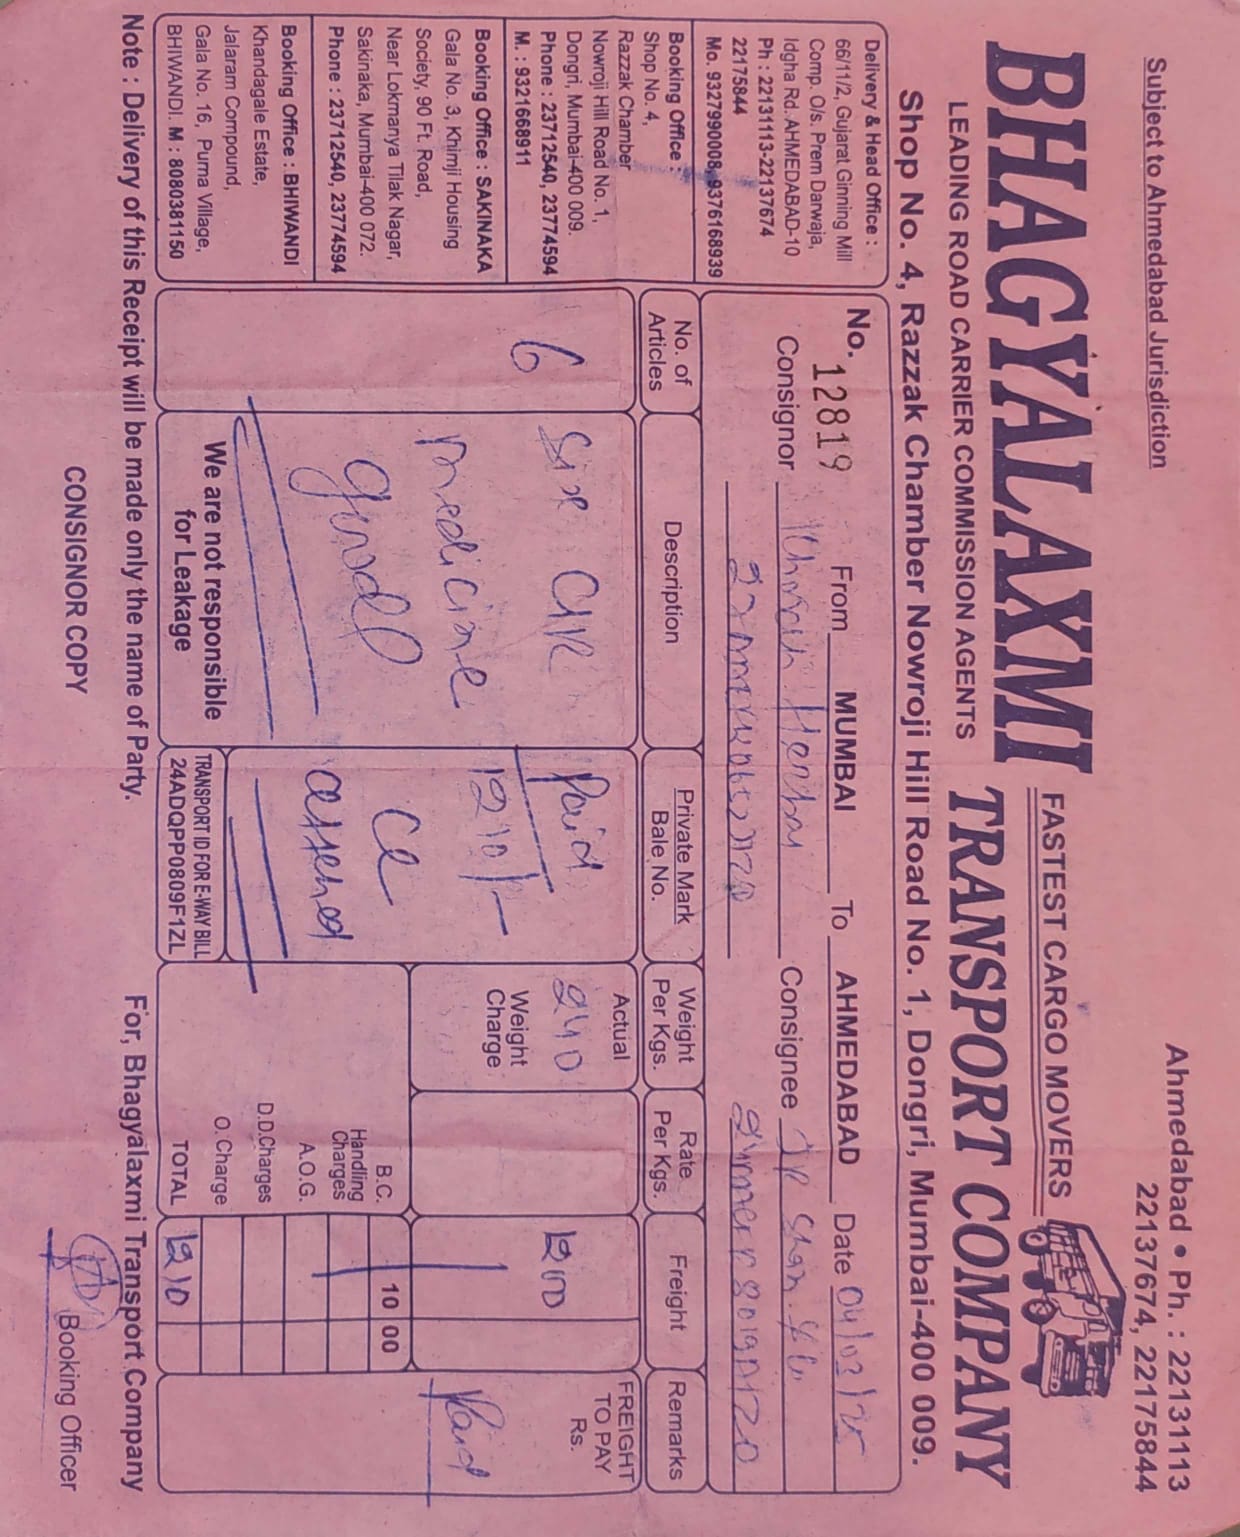 Subject to Ahmedabad Jurisdiction
Ahmedabad • Ph. : 22131113
22137674, 22175844
BHAGYALAXMI
FASTEST CARGO MOVERS
TRANSPORT COMPANY
LEADING ROAD CARRIER COMMISSION AGENTS
Shop No. 4, Razzak Chamber Nowroji Hill Road No. 1, Dongri, Mumbai-400 009.
Delivery & Head Office :
66/11/2, Gujarat Ginning Mill
Comp. O/s. Prem Darwaja,
Idgha Rd. AHMEDABAD-10
Ph : 22131113-22137674
22175844
Mo. 9327990008, 9376168939
Booking Office :
Shop No. 4,
Razzak Chamber
Nowroji Hill Road No. 1,
Dongri, Mumbai-400 009.
Phone : 23712540, 23774594
M. : 9321668911
Booking Office : SAKINAKA
Gala No. 3, Khimji Housing
Society, 90 Ft. Road,
Near Lokmanya Tilak Nagar,
Sakinaka, Mumbai-400 072.
Phone : 23712540, 23774594
Booking Office : BHIWANDI
Khandagale Estate,
Jalaram Compound,
Gala No. 16, Purna Village,
BHIWANDI. M : 8080381150
No. 12819 From MUMBAI To AHMEDABAD Date 04/03/25
Consignor
Consignee
No. of Articles
Description
Private Mark Bale No.
Weight Per Kgs.
Rate Per Kgs.
Freight
Remarks
6
Six
medicine
Paid
1210/-
Actual
240
Weight Charge
1200
FREIGHT TO PAY Rs.
Paid
B.C. 10 00
Handling Charges
A.O.G.
D.D.Charges
O. Charge
TOTAL 1210
We are not responsible
for Leakage
TRANSPORT ID FOR E-WAY BILL
24ADQPP0809F1ZL
Note : Delivery of this Receipt will be made only the name of Party.
For, Bhagyalaxmi Transport Company
CONSIGNOR COPY
Booking Officer